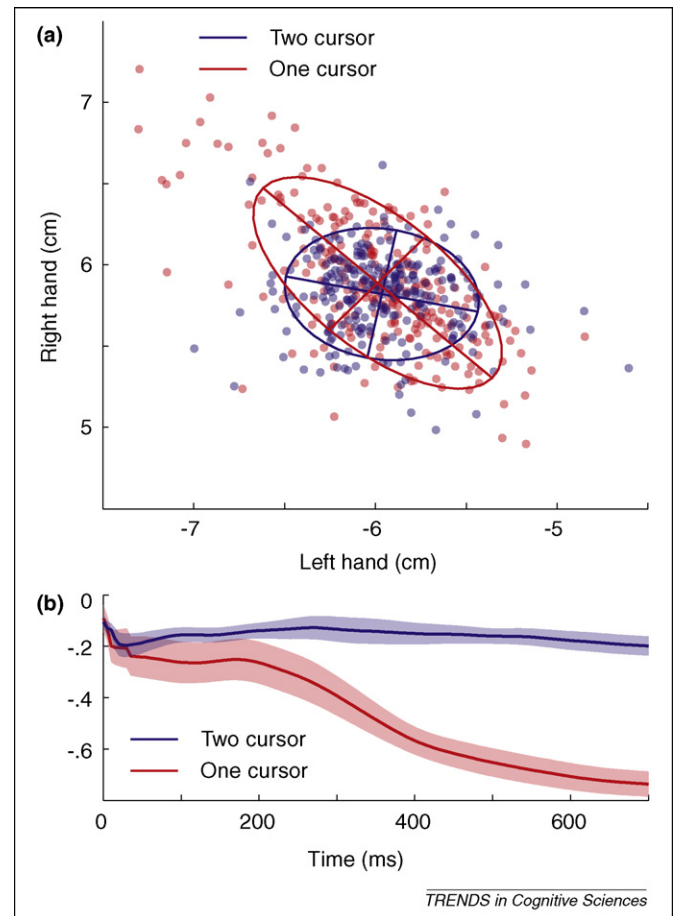 (a)
Two cursor
One cursor
7
6
5
Right hand (cm)
-7
-6
-5
Left hand (cm)
(b)
0
-.2
-.4
-.6
Two cursor
One cursor
0
200
400
600
Time (ms)
TRENDS in Cognitive Sciences